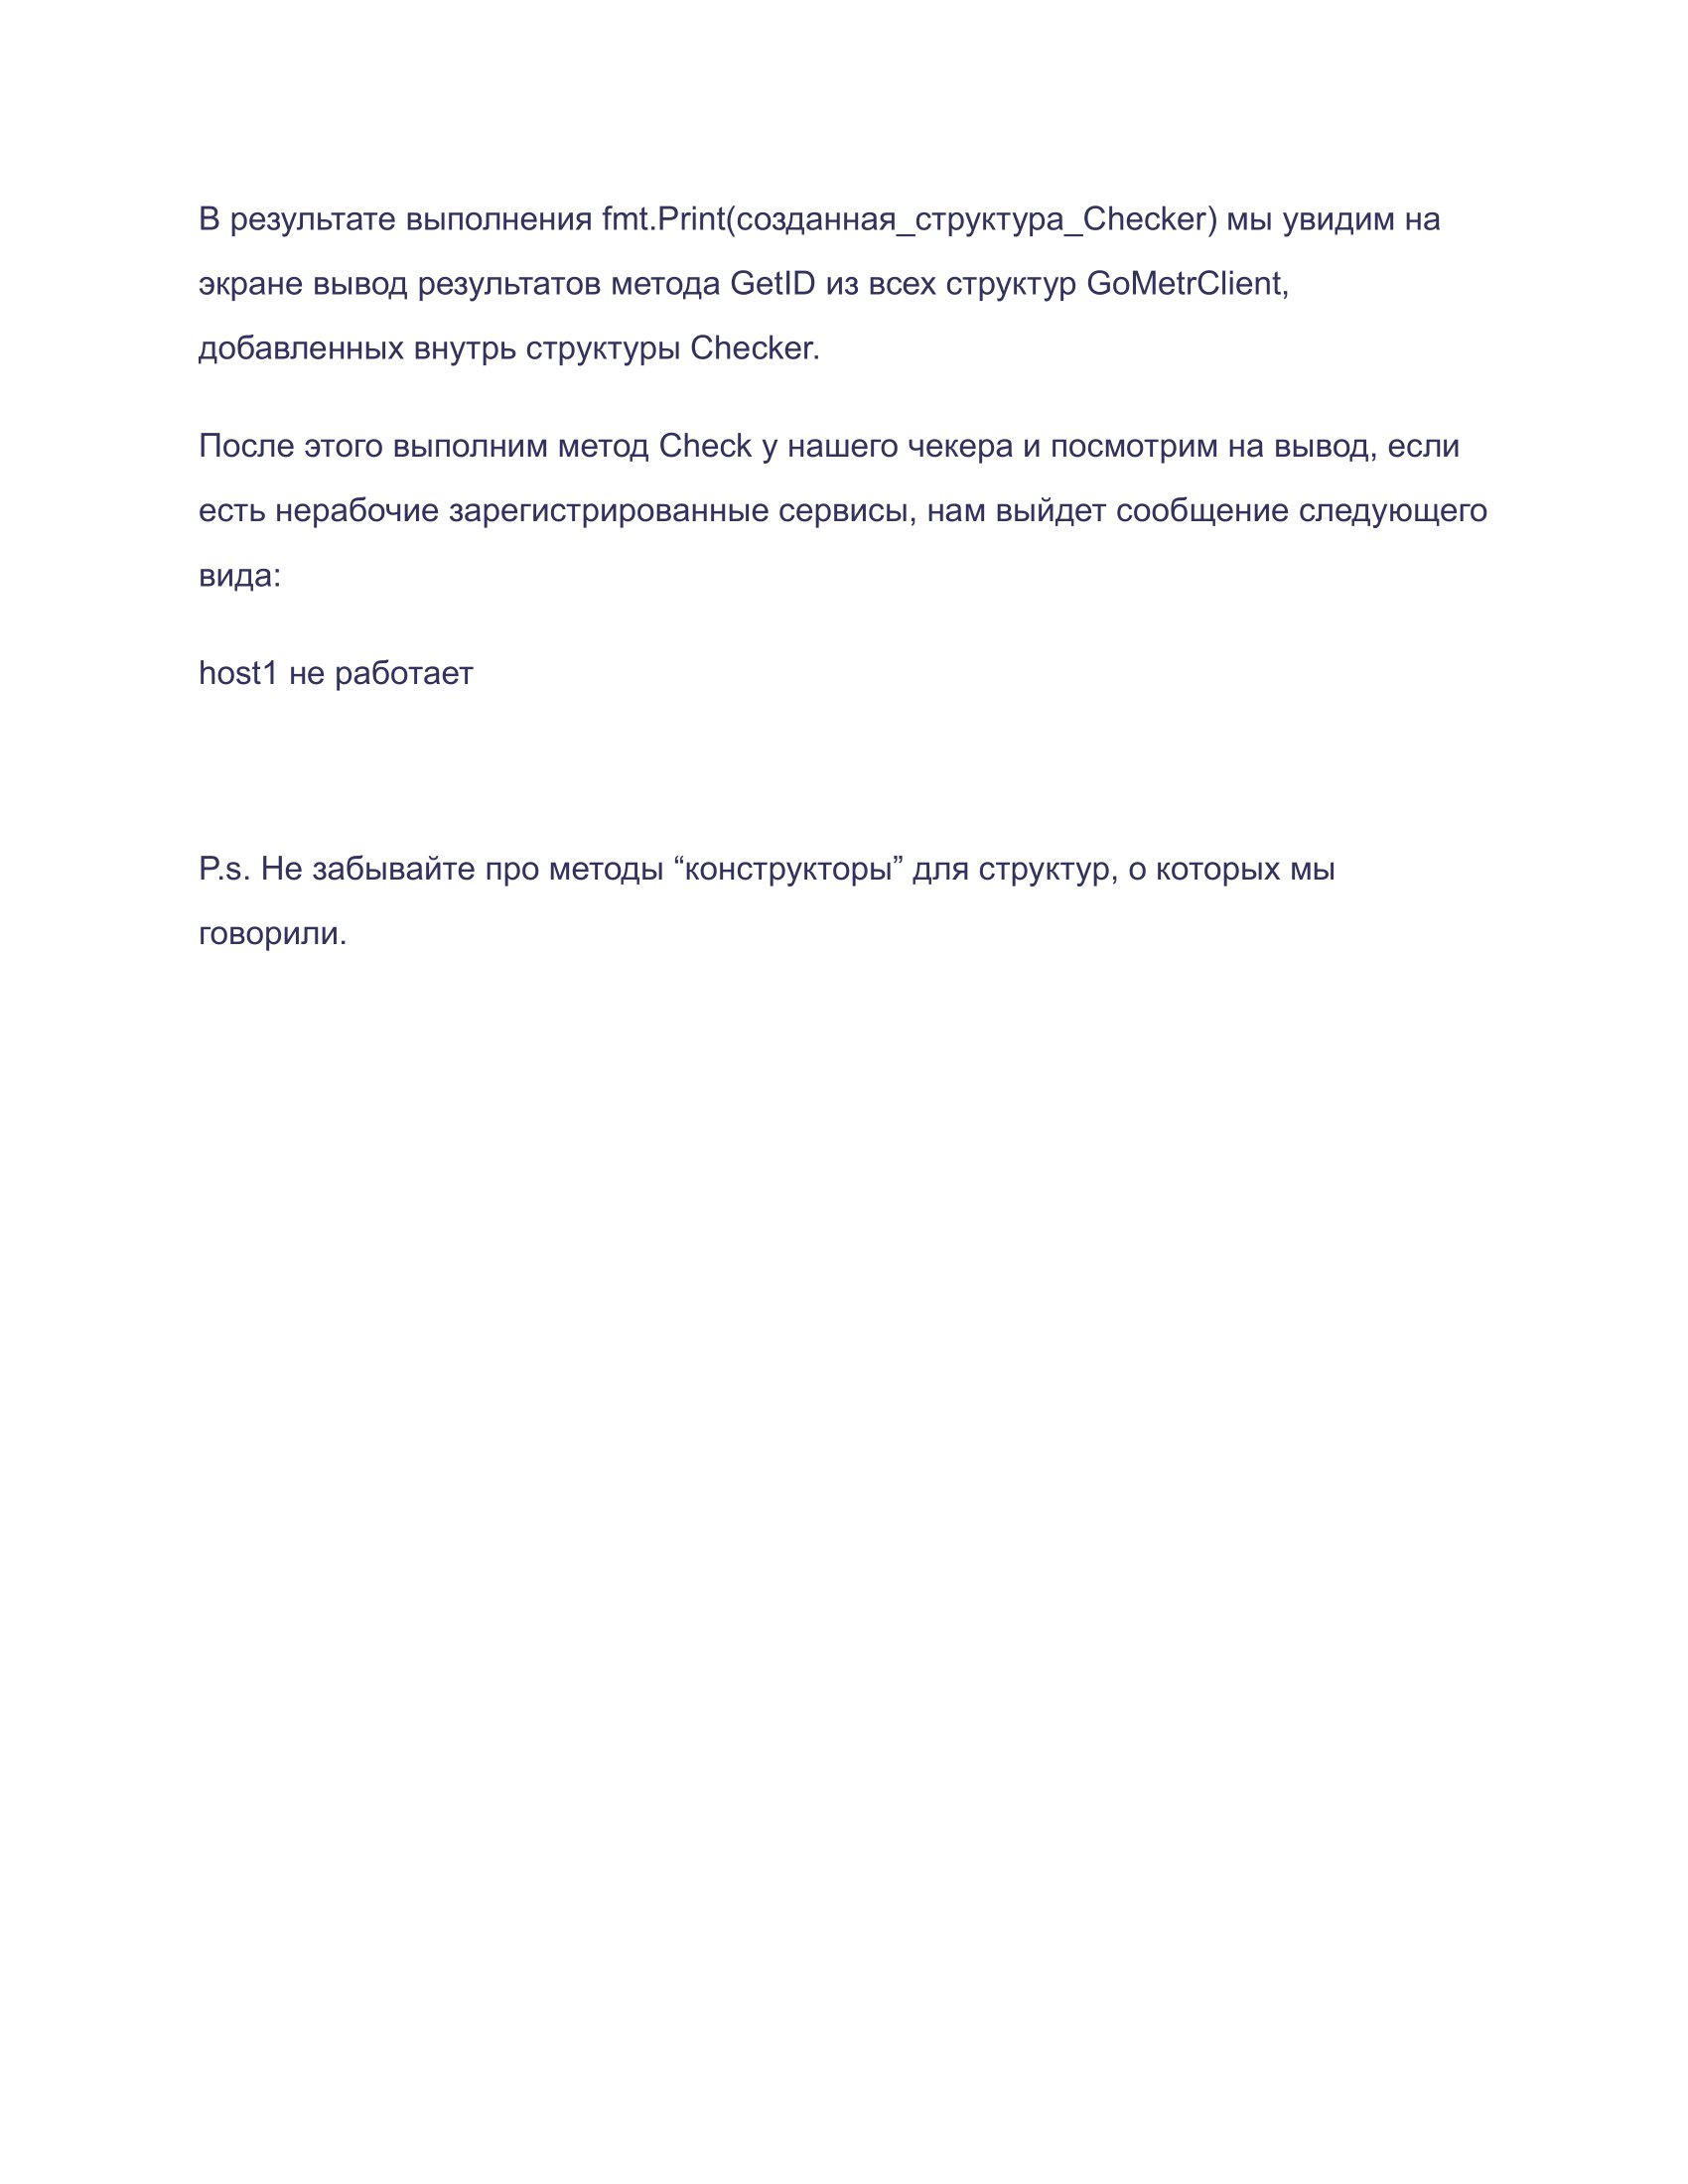 В результате выполнения fmt.Print(созданная_структура_Checker) мы увидим на
экране вывод результатов метода GetID из всех структур GoMetrClient,
добавленных внутрь структуры Checker.
После этого выполним метод Check у нашего чекера и посмотрим на вывод, если
есть нерабочие зарегистрированные сервисы, нам выйдет сообщение следующего
вида:
host1 не работает
P.s. Не забывайте про методы “конструкторы” для структур, о которых мы
говорили.